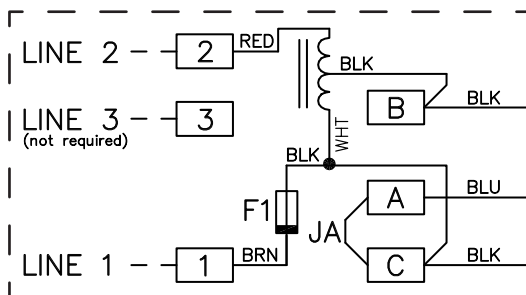 LINE 2
2
RED
BLK
B
BLK
LINE 3
(not required)
3
WHT
BLK
F1
A
BLU
JA
LINE 1
1
BRN
C
BLK